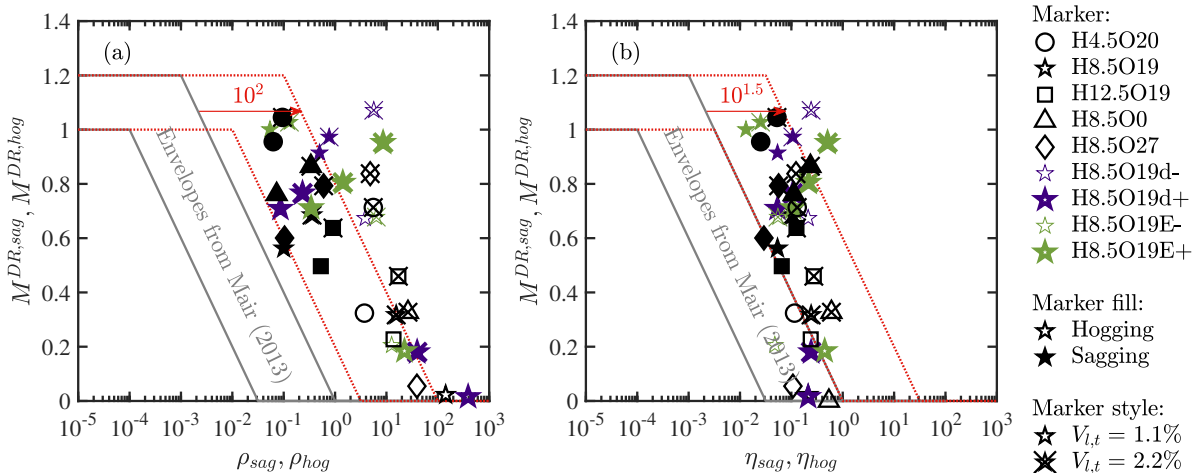 (a)
10^2
Envelopes from Mair (2013)
M^{DR,sag}, M^{DR,hog}
1.4
1.2
1
0.8
0.6
0.4
0.2
0
10^-5 10^-4 10^-3 10^-2 10^-1 10^0 10^1 10^2 10^3
ρ_sag, ρ_hog
(b)
10^1.5
Envelopes from Mair (2013)
M^{DR,sag}, M^{DR,hog}
1.4
1.2
1
0.8
0.6
0.4
0.2
0
10^-5 10^-4 10^-3 10^-2 10^-1 10^0 10^1 10^2 10^3
η_sag, η_hog
Marker:
H4.5O20
H8.5O19
H12.5O19
H8.5O0
H8.5O27
H8.5O19d-
H8.5O19d+
H8.5O19E-
H8.5O19E+
Marker fill:
Hogging
Sagging
Marker style:
V_{l,t} = 1.1%
V_{l,t} = 2.2%